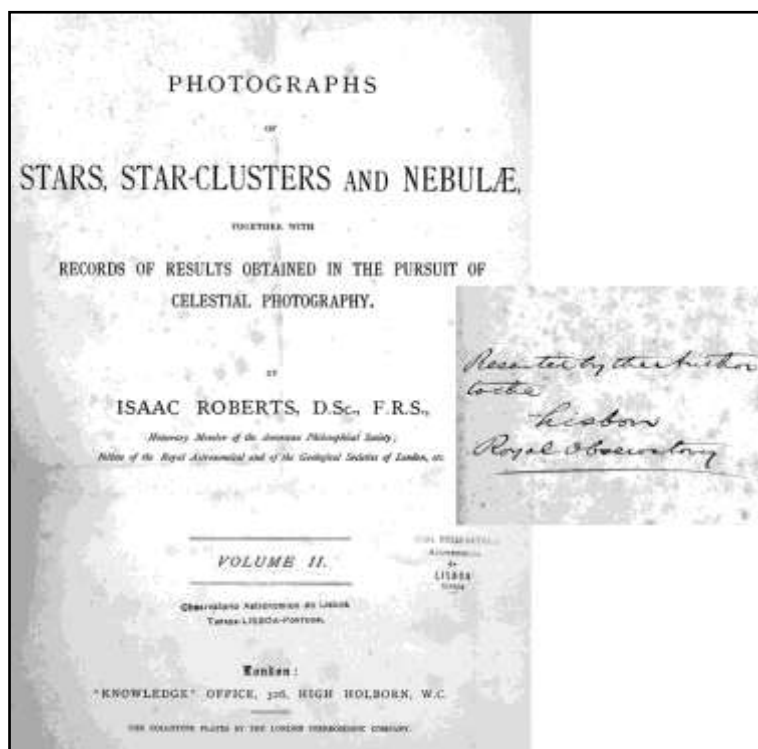 PHOTOGRAPHS
OF
STARS, STAR-CLUSTERS AND NEBULÆ,
TOGETHER WITH
RECORDS OF RESULTS OBTAINED IN THE PURSUIT OF
CELESTIAL PHOTOGRAPHY.
BY
ISAAC ROBERTS, D.Sc., F.R.S.,
Honorary Member of the American Philosophical Society;
Fellow of the Royal Astronomical and of the Geological Societies of London, etc.
VOLUME II.
Observatorio Astronomico de Lisboa
Tapada-LISBOA-PORTUGAL
London:
"KNOWLEDGE" OFFICE, 326, HIGH HOLBORN, W.C.
THE COLLOTYPE PLATES BY THE LONDON COMPANY.
de
LISBOA
Presented by the Author
to the
Lisbon
Royal Observatory